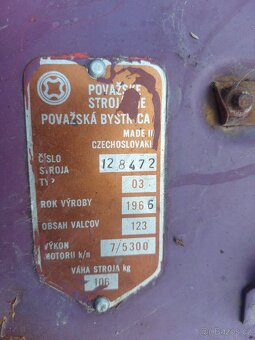 POVAŽSKÉ
STROJÁRNE
POVAŽSKÁ BYSTRICA
MADE IN
CZECHOSLOVAKIA
ČÍSLO
STROJA 128472
TYP 03
ROK VÝROBY 1966
OBSAH VALCOV 123
VÝKON
MOTORU k/n 7/5300
VÁHA STROJA kg
106